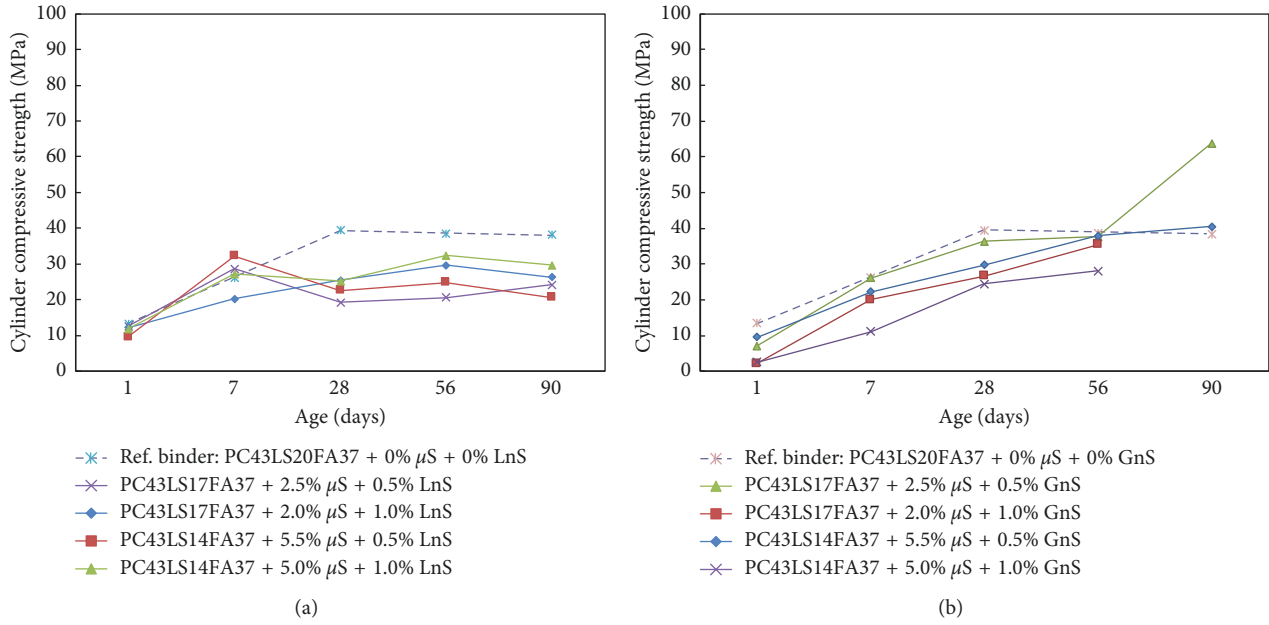 Cylinder compressive strength (MPa)
100
90
80
70
60
50
40
30
20
10
0
1 7 28 56 90
Age (days)
Ref. binder: PC43LS20FA37 + 0% μS + 0% LnS
PC43LS17FA37 + 2.5% μS + 0.5% LnS
PC43LS17FA37 + 2.0% μS + 1.0% LnS
PC43LS14FA37 + 5.5% μS + 0.5% LnS
PC43LS14FA37 + 5.0% μS + 1.0% LnS
(a)
Cylinder compressive strength (MPa)
100
90
80
70
60
50
40
30
20
10
0
1 7 28 56 90
Age (days)
Ref. binder: PC43LS20FA37 + 0% μS + 0% GnS
PC43LS17FA37 + 2.5% μS + 0.5% GnS
PC43LS17FA37 + 2.0% μS + 1.0% GnS
PC43LS14FA37 + 5.5% μS + 0.5% GnS
PC43LS14FA37 + 5.0% μS + 1.0% GnS
(b)